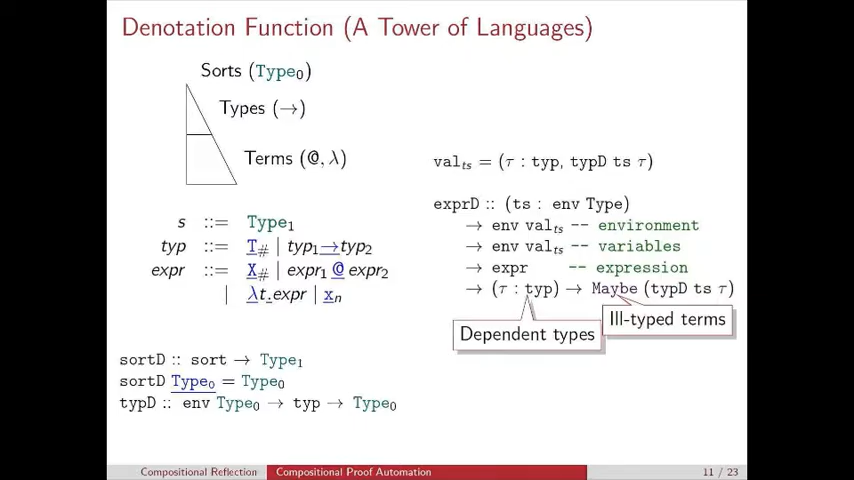 Denotation Function (A Tower of Languages)
Sorts (Type₀)
Types (→)
Terms (@, λ)
s ::= Type₁
typ ::= T# | typ₁→typ₂
expr ::= X# | expr₁ @ expr₂
| λt.expr | xₙ
sortD :: sort → Type₁
sortD Type₀ = Type₀
typD :: env Type₀ → typ → Type₀
val_ts = (τ : typ, typD ts τ)
exprD :: (ts : env Type)
→ env val_ts -- environment
→ env val_ts -- variables
→ expr -- expression
→ (τ : typ) → Maybe (typD ts τ)
Dependent types
Ill-typed terms
Compositional Reflection
Compositional Proof Automation
11 / 23